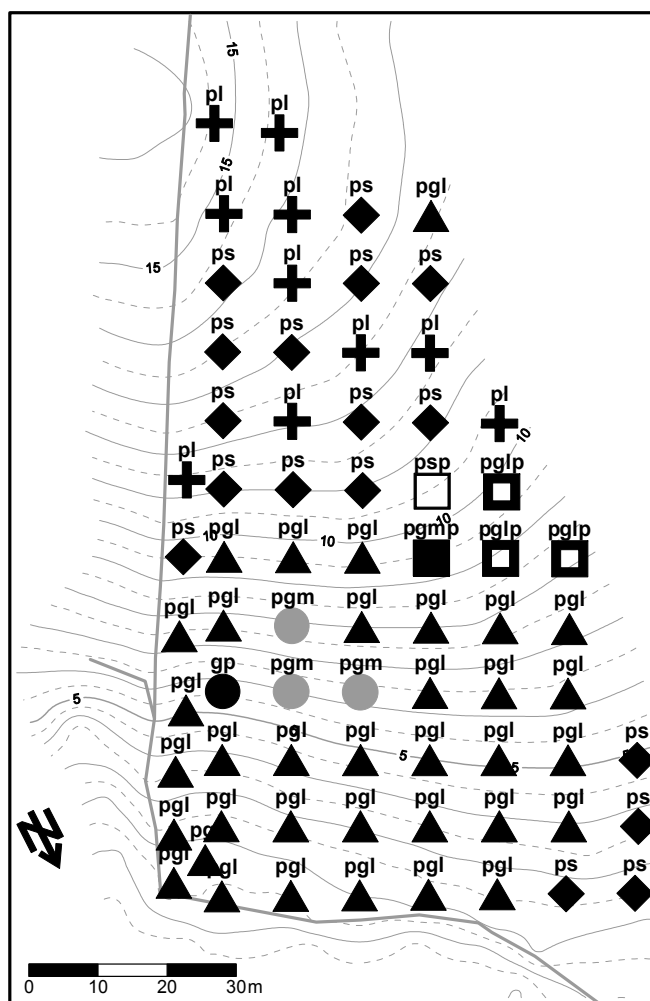 15
pl pl
15
pl pl ps pgl
15
ps pl ps ps
ps ps pl pl
ps pl ps ps pl
10
pl ps ps ps psp pglp
10
ps 10 pgl pgl 10 pgl pgmp pglp pglp
pgl pgl pgm pgl pgl pgl pgl
pgl gp pgm pgm pgl pgl pgl
5
pgl pgl pgl pgl pgl pgl ps
pgl 5 5
pgl pgl pgl pgl pgl pgl pgl ps
pgl pgl pgl pgl pgl pgl ps ps
N
0 10 20 30m